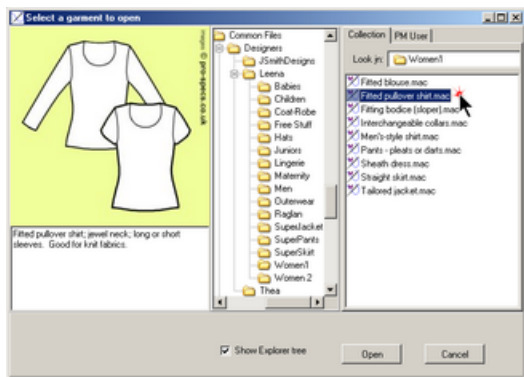 Select a garment to open
images © pro-specs.co.uk
Fitted pullover shirt; jewel neck; long or short
sleeves. Good for knit fabrics.
Common Files
Designers
JSmithDesigns
Leena
Babies
Children
Coat-Robe
Free Stuff
Hats
Juniors
Lingerie
Maternity
Men
Outerwear
Raglan
SuperJacket
SuperPants
SuperSkirt
Women1
Women 2
Thea
Collection
PM User
Look in:
Women1
Fitted blouse.mac
Fitted pullover shirt.mac
Fitting bodice (sloper).mac
Interchangeable collars.mac
Men's-style shirt.mac
Pants - pleats or darts.mac
Sheath dress.mac
Straight skirt.mac
Tailored jacket.mac
Show Explorer tree
Open
Cancel